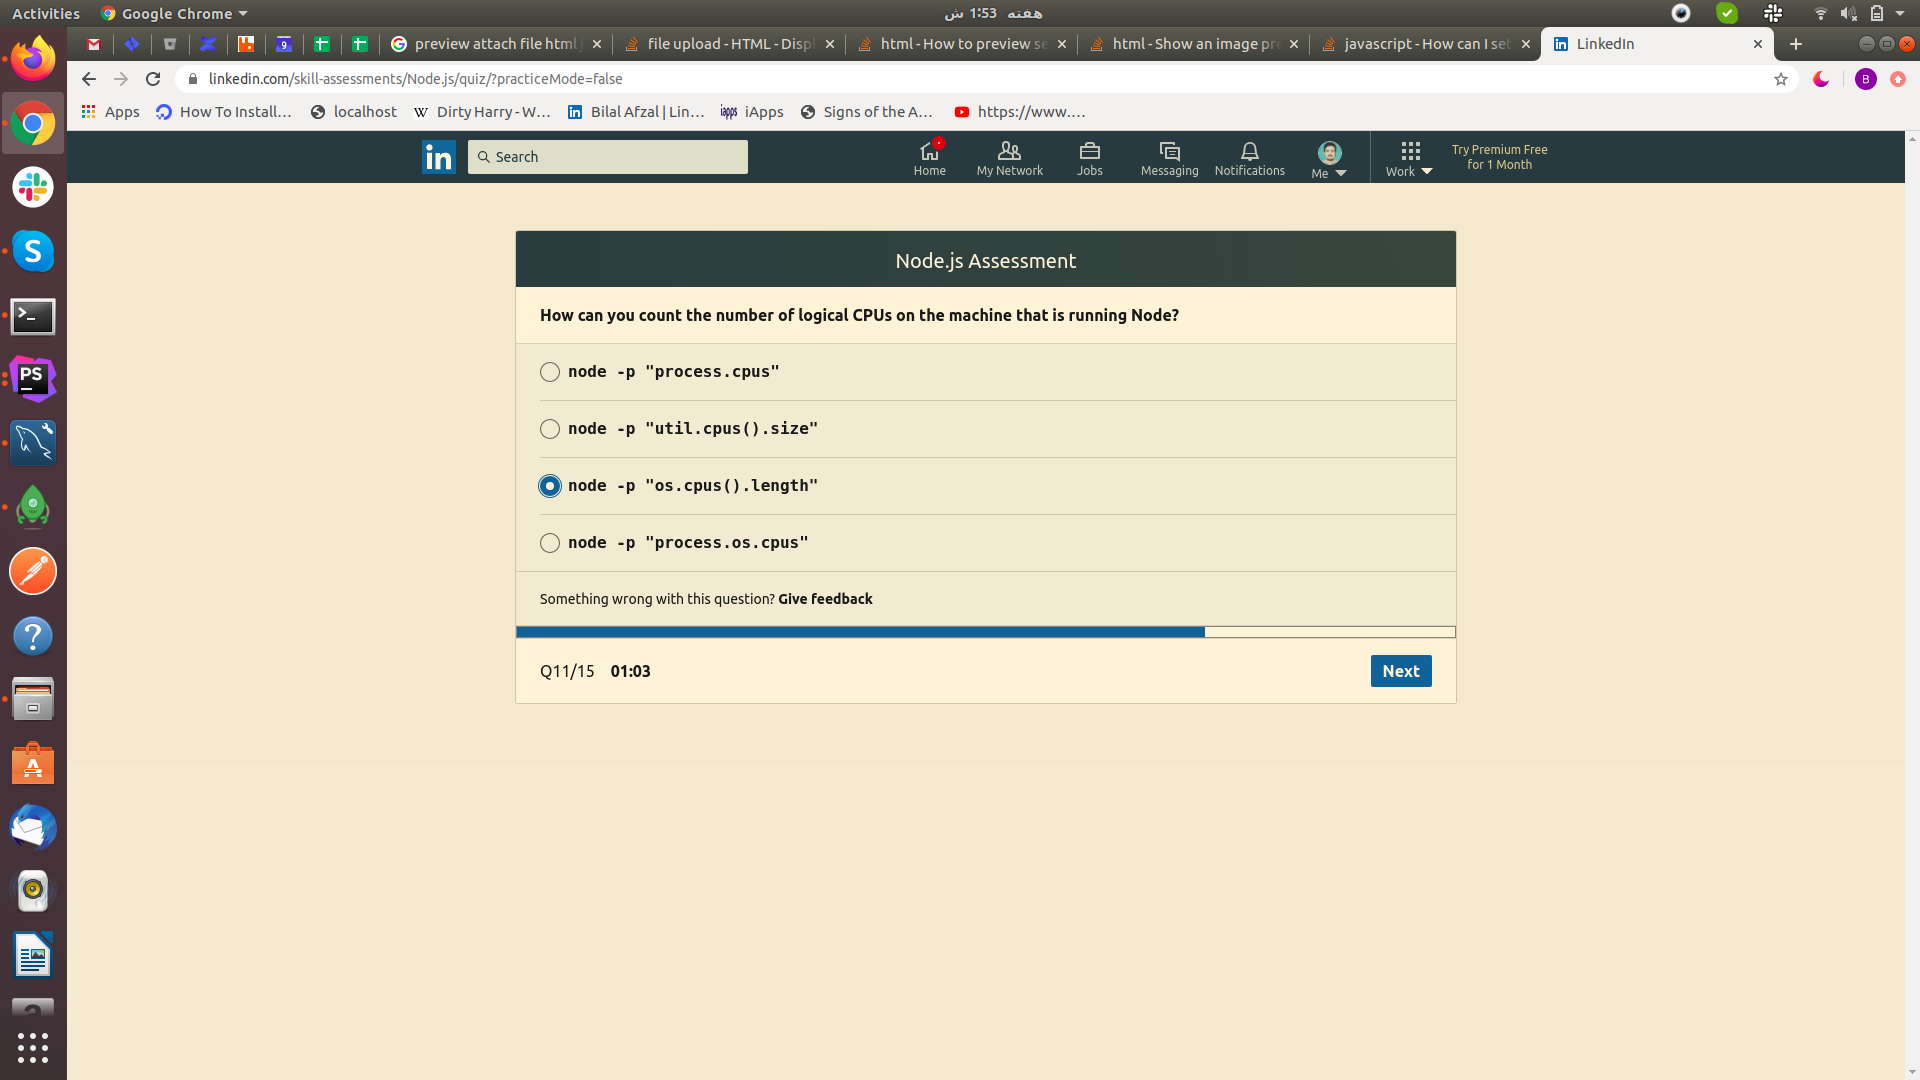 Activities
Google Chrome
هفته 1:53 ش
preview attach file html
file upload - HTML - Disp
html - How to preview se
html - Show an image pre
javascript - How can I set
LinkedIn
linkedin.com/skill-assessments/Node.js/quiz/?practiceMode=false
B
Apps
How To Install...
localhost
W
Dirty Harry - W...
in
Bilal Afzal | Lin...
iapps
iApps
Signs of the A...
https://www....
in
Search
Home
My Network
Jobs
Messaging
Notifications
Me
Work
Try Premium Free
for 1 Month
Node.js Assessment
How can you count the number of logical CPUs on the machine that is running Node?
node -p "process.cpus"
node -p "util.cpus().size"
node -p "os.cpus().length"
node -p "process.os.cpus"
Something wrong with this question? Give feedback
Q11/15 01:03
Next
S
PS
?
A